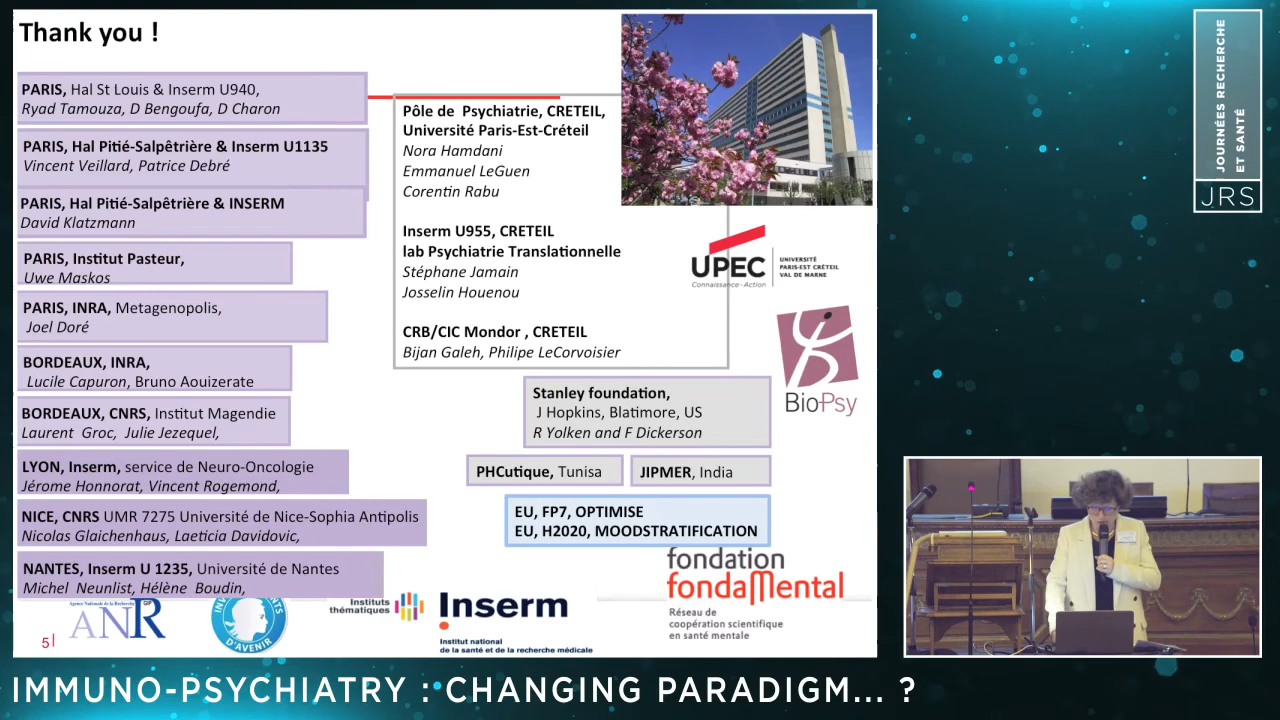 Thank you !
PARIS, Hal St Louis & Inserm U940,
Ryad Tamouza, D Bengoufa, D Charon
PARIS, Hal Pitié-Salpêtrière & Inserm U1135
Vincent Veillard, Patrice Debré
PARIS, Hal Pitié-Salpêtrière & INSERM
David Klatzmann
PARIS, Institut Pasteur,
Uwe Maskos
PARIS, INRA, Metagenopolis,
Joel Doré
BORDEAUX, INRA,
Lucile Capuron, Bruno Aouizerate
BORDEAUX, CNRS, Institut Magendie
Laurent Groc, Julie Jezequel,
LYON, Inserm, service de Neuro-Oncologie
Jérome Honnorat, Vincent Rogemond,
NICE, CNRS UMR 7275 Université de Nice-Sophia Antipolis
Nicolas Glaichenhaus, Laeticia Davidovic,
NANTES, Inserm U 1235, Université de Nantes
Michel Neunlist, Hélène Boudin,
Pôle de Psychiatrie, CRETEIL,
Université Paris-Est-Créteil
Nora Hamdani
Emmanuel LeGuen
Corentin Rabu
Inserm U955, CRETEIL
lab Psychiatrie Translationnelle
Stéphane Jamain
Josselin Houenou
CRB/CIC Mondor , CRETEIL
Bijan Galeh, Philipe LeCorvoisier
UPEC
Connaissance - Action
UNIVERSITÉ
PARIS-EST CRÉTEIL
VAL DE MARNE
BioPsy
Stanley foundation,
J Hopkins, Blatimore, US
R Yolken and F Dickerson
PHCutique, Tunisa
JIPMER, India
EU, FP7, OPTIMISE
EU, H2020, MOODSTRATIFICATION
fondation
fondaMental
Réseau de
coopération scientifique
en santé mentale
5
Agence Nationale de la Recherche
ANR
D'AVENIR
Instituts
thématiques
Inserm
Institut national
de la santé et de la recherche médicale
JOURNÉES RECHERCHE
ET SANTÉ
JRS
IMMUNO-PSYCHIATRY : CHANGING PARADIGM... ?